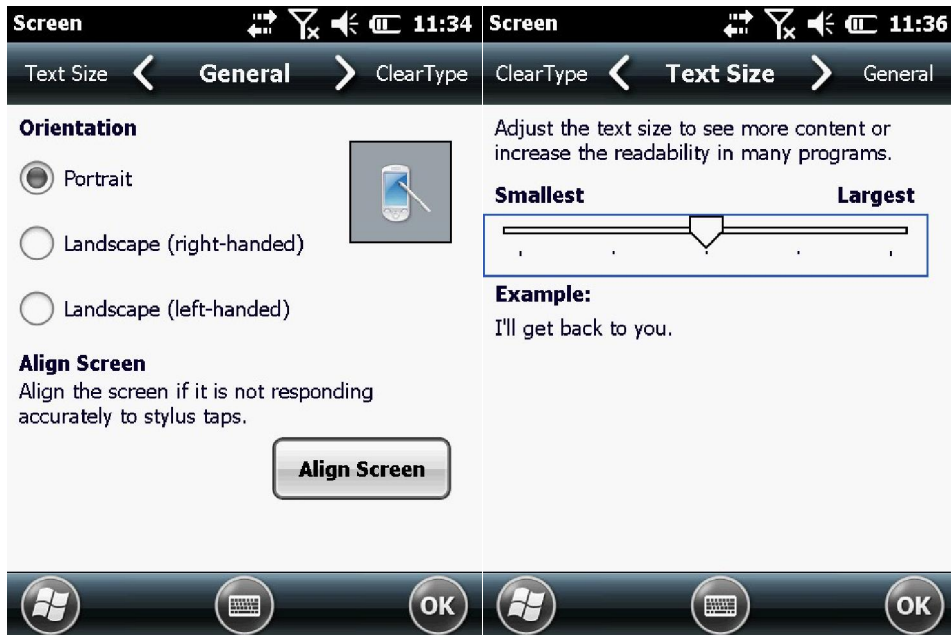 Screen 11:34
Text Size General ClearType
Orientation
Portrait
Landscape (right-handed)
Landscape (left-handed)
Align Screen
Align the screen if it is not responding
accurately to stylus taps.
Align Screen
OK
Screen 11:36
ClearType Text Size General
Adjust the text size to see more content or
increase the readability in many programs.
Smallest Largest
Example:
I'll get back to you.
OK